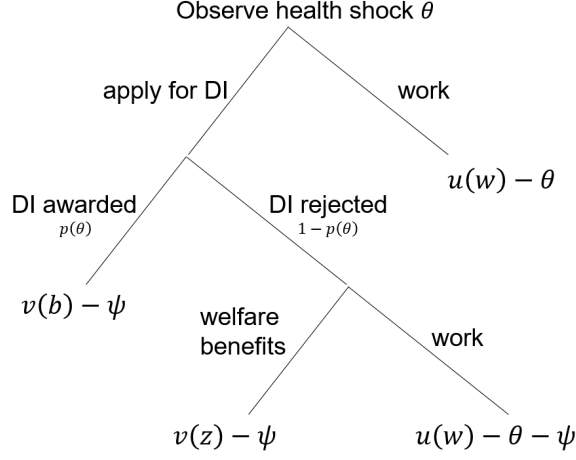 Observe health shock θ
apply for DI
work
u(w) − θ
DI awarded
p(θ)
DI rejected
1 − p(θ)
v(b) − ψ
welfare
benefits
work
v(z) − ψ
u(w) − θ − ψ